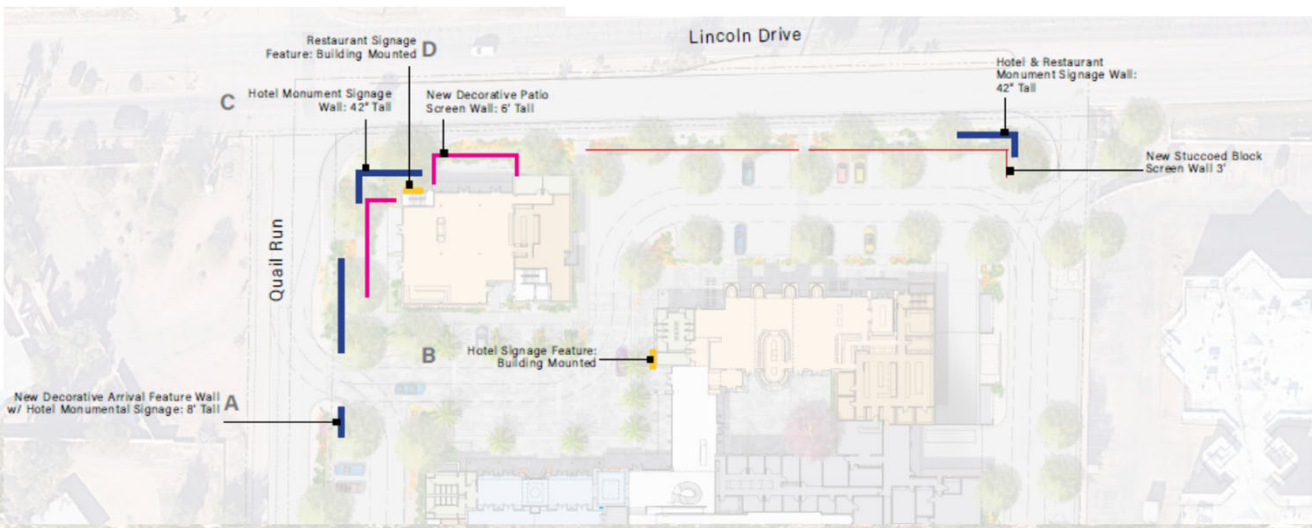 Lincoln Drive
Restaurant Signage
Feature: Building Mounted
D
Hotel & Restaurant
Monument Signage Wall:
42" Tall
C
Hotel Monument Signage
Wall: 42" Tall
New Decorative Patio
Screen Wall: 6' Tall
New Stuccoed Block
Screen Wall 3'
Quail Run
B
Hotel Signage Feature:
Building Mounted
New Decorative Arrival Feature Wall
w/ Hotel Monumental Signage: 8' Tall
A